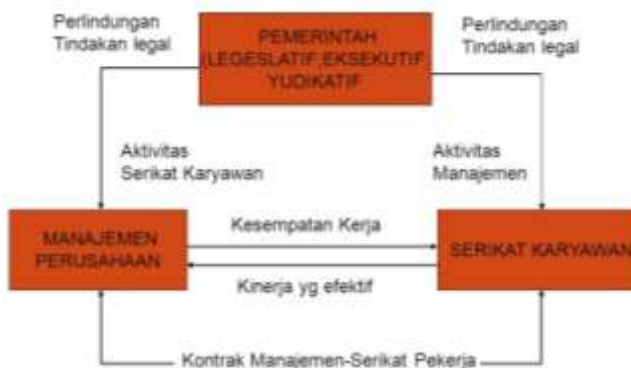 Perlindungan
Tindakan legal
PEMERINTAH
(LEGESLATIF,EKSEKUTIF,
YUDIKATIF
Perlindungan
Tindakan legal
Aktivitas
Serikat Karyawan
Aktivitas
Manajemen
MANAJEMEN
PERUSAHAAN
Kesempatan Kerja
Kinerja yg efektif
SERIKAT KARYAWAN
Kontrak Manajemen-Serikat Pekerja